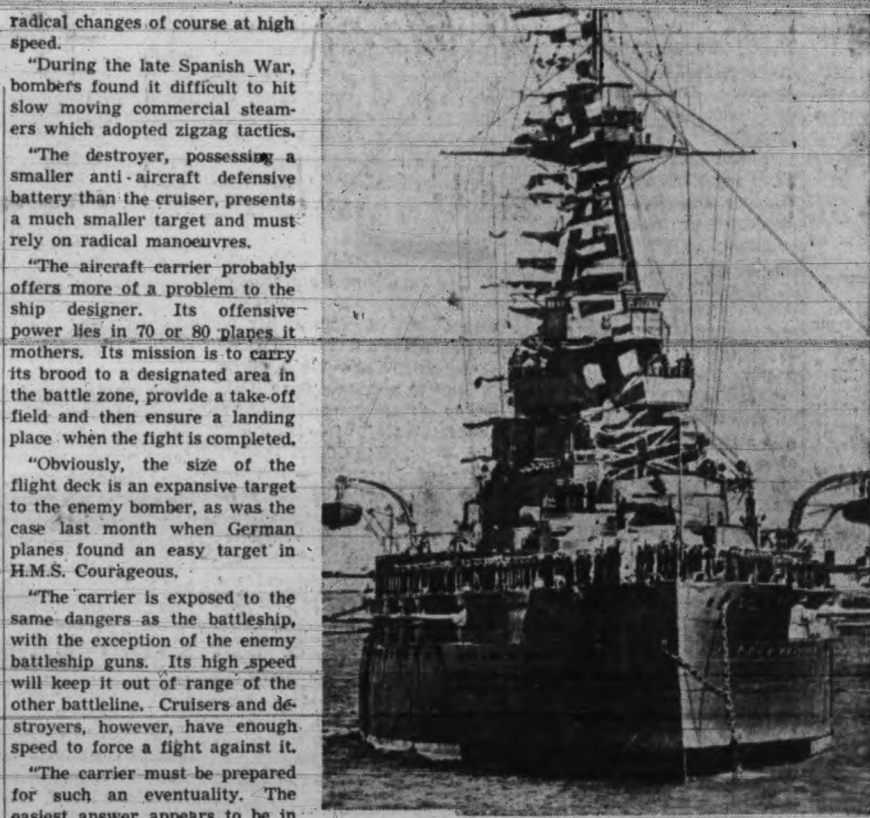 radical changes of course at high
speed.
"During the late Spanish War,
bombers found it difficult to hit
slow moving commercial steam-
ers which adopted zigzag tactics.
"The destroyer, possessing a
smaller anti-aircraft defensive
battery than the cruiser, presents
a much smaller target and must
rely on radical manoeuvres.
"The aircraft carrier probably
offers more of a problem to the
ship designer. Its offensive
power lies in 70 or 80 planes it
mothers. Its mission is to carry
its brood to a designated area in
the battle zone, provide a take-off
field and then ensure a landing
place when the fight is completed.
"Obviously, the size of the
flight deck is an expansive target
to the enemy bomber, as was the
case last month when German
planes found an easy target in
H.M.S. Courageous.
"The carrier is exposed to the
same dangers as the battleship,
with the exception of the enemy
battleship guns. Its high speed
will keep it out of range of the
other battleline. Cruisers and de-
stroyers, however, have enough
speed to force a fight against it.
"The carrier must be prepared
for such an eventuality. The
easiest answer appears to be in